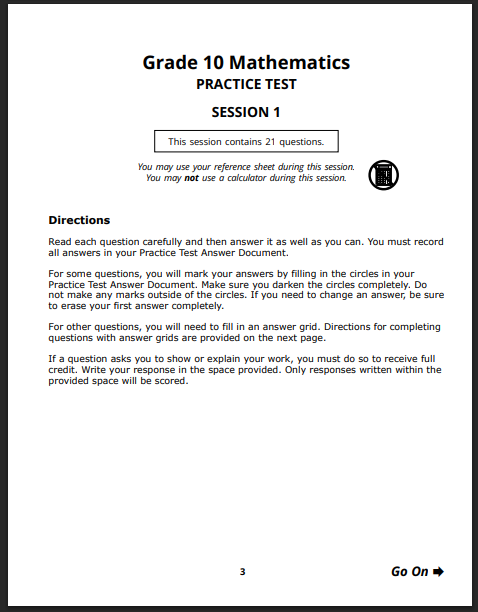 Grade 10 Mathematics
PRACTICE TEST
SESSION 1
This session contains 21 questions.
You may use your reference sheet during this session.
You may not use a calculator during this session.
Directions
Read each question carefully and then answer it as well as you can. You must record
all answers in your Practice Test Answer Document.
For some questions, you will mark your answers by filling in the circles in your
Practice Test Answer Document. Make sure you darken the circles completely. Do
not make any marks outside of the circles. If you need to change an answer, be sure
to erase your first answer completely.
For other questions, you will need to fill in an answer grid. Directions for completing
questions with answer grids are provided on the next page.
If a question asks you to show or explain your work, you must do so to receive full
credit. Write your response in the space provided. Only responses written within the
provided space will be scored.
3
Go On